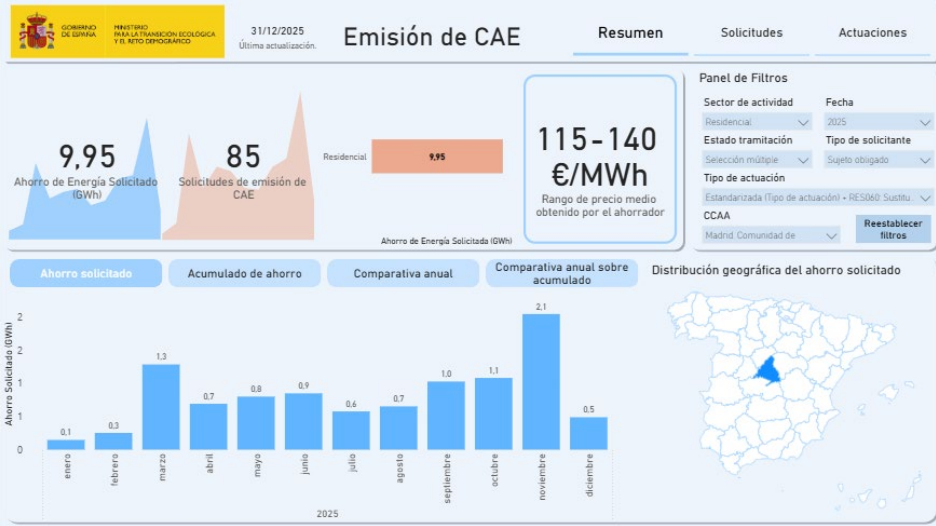 GOBIERNO
DE ESPAÑA
MINISTERIO
PARA LA TRANSICIÓN ECOLÓGICA
Y EL RETO DEMOGRÁFICO
31/12/2025
Última actualización.
Emisión de CAE
Resumen
Solicitudes
Actuaciones
9,95
Ahorro de Energía Solicitado
(GWh)
85
Solicitudes de emisión de
CAE
Residencial
9,95
Ahorro de Energía Solicitada (GWh)
115-140
€/MWh
Rango de precio medio
obtenido por el ahorrador
Panel de Filtros
Sector de actividad
Fecha
Residencial
2025
Estado tramitación
Tipo de solicitante
Selección múltiple
Sujeto obligado
Tipo de actuación
Estandarizada (Tipo de actuación) + RES060: Sustitu...
CCAA
Madrid. Comunidad de
Reestablecer
filtros
Ahorro solicitado
Acumulado de ahorro
Comparativa anual
Comparativa anual sobre
acumulado
Distribución geográfica del ahorro solicitado
Ahorro Solicitado (GWh)
2
2
1
1
0
0,1
0,3
1,3
0,7
0,8
0,9
0,6
0,7
1,0
1,1
2,1
0,5
enero
febrero
marzo
abril
mayo
junio
julio
agosto
septiembre
octubre
noviembre
diciembre
2025